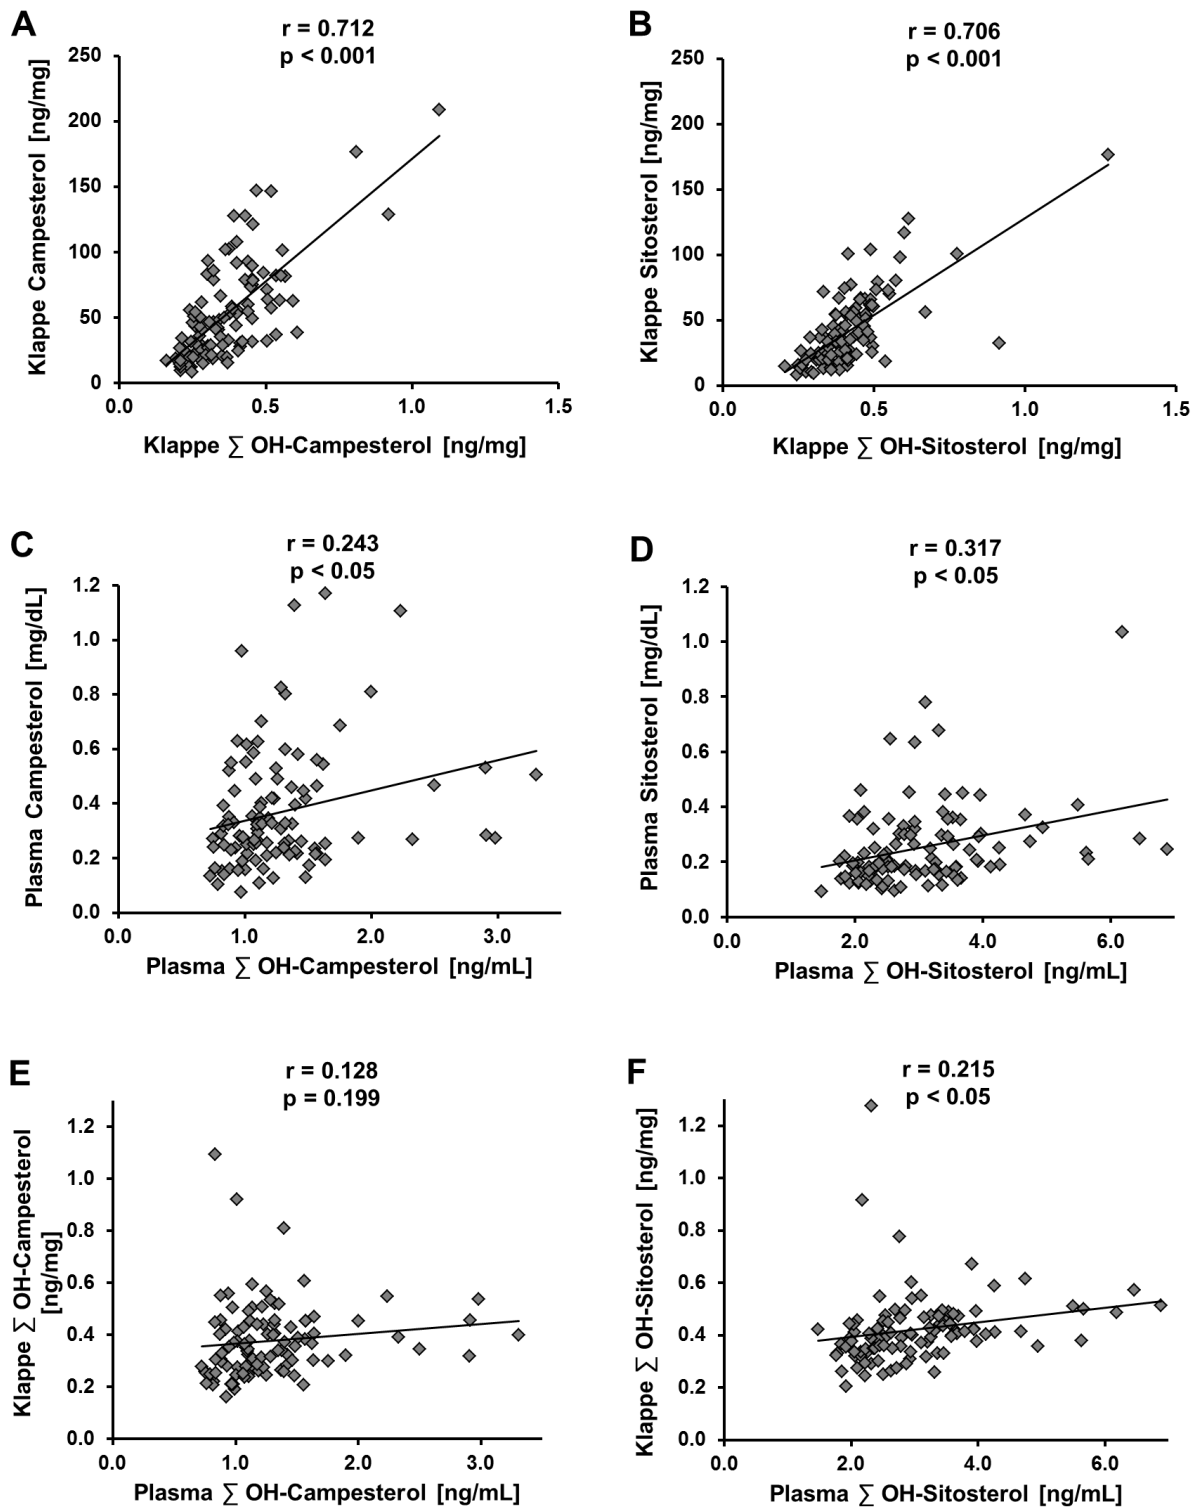 A
r = 0.712
p < 0.001
Klappe Campesterol [ng/mg]
250
200
150
100
50
0
0.0 0.5 1.0 1.5
Klappe ∑ OH-Campesterol [ng/mg]
B
r = 0.706
p < 0.001
Klappe Sitosterol [ng/mg]
250
200
150
100
50
0
0.0 0.5 1.0 1.5
Klappe ∑ OH-Sitosterol [ng/mg]
C
r = 0.243
p < 0.05
Plasma Campesterol [mg/dL]
1.2
1.0
0.8
0.6
0.4
0.2
0.0
0.0 1.0 2.0 3.0
Plasma ∑ OH-Campesterol [ng/mL]
D
r = 0.317
p < 0.05
Plasma Sitosterol [mg/dL]
1.2
1.0
0.8
0.6
0.4
0.2
0.0
0.0 2.0 4.0 6.0
Plasma ∑ OH-Sitosterol [ng/mL]
E
r = 0.128
p = 0.199
Klappe ∑ OH-Campesterol
[ng/mg]
1.2
1.0
0.8
0.6
0.4
0.2
0.0
0.0 1.0 2.0 3.0
Plasma ∑ OH-Campesterol [ng/mL]
F
r = 0.215
p < 0.05
Klappe ∑ OH-Sitosterol [ng/mg]
1.2
1.0
0.8
0.6
0.4
0.2
0.0
0.0 2.0 4.0 6.0
Plasma ∑ OH-Sitosterol [ng/mL]